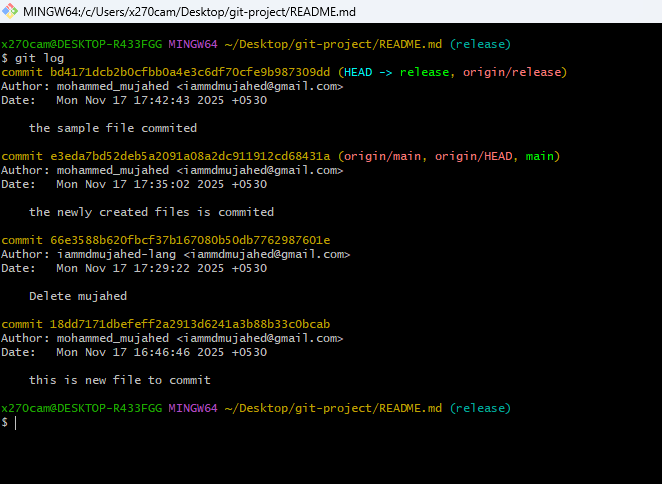 MINGW64:/c/Users/x270cam/Desktop/git-project/README.md
x270cam@DESKTOP-R433FGG MINGW64 ~/Desktop/git-project/README.md (release)
$ git log
commit bd4171dcb2b0cfbb0a4e3c6df70cfe9b987309dd (HEAD -> release, origin/release)
Author: mohammed_mujahed <iammdmujahed@gmail.com>
Date:   Mon Nov 17 17:42:43 2025 +0530
the sample file commited
commit e3eda7bd52deb5a2091a08a2dc911912cd68431a (origin/main, origin/HEAD, main)
Author: mohammed_mujahed <iammdmujahed@gmail.com>
Date:   Mon Nov 17 17:35:02 2025 +0530
the newly created files is commited
commit 66e3588b620fbcf37b167080b50db7762987601e
Author: iammdmujahed-lang <iammdmujahed@gmail.com>
Date:   Mon Nov 17 17:29:22 2025 +0530
Delete mujahed
commit 18dd7171dbefeff2a2913d6241a3b88b33c0bcab
Author: mohammed_mujahed <iammdmujahed@gmail.com>
Date:   Mon Nov 17 16:46:46 2025 +0530
this is new file to commit
x270cam@DESKTOP-R433FGG MINGW64 ~/Desktop/git-project/README.md (release)
$